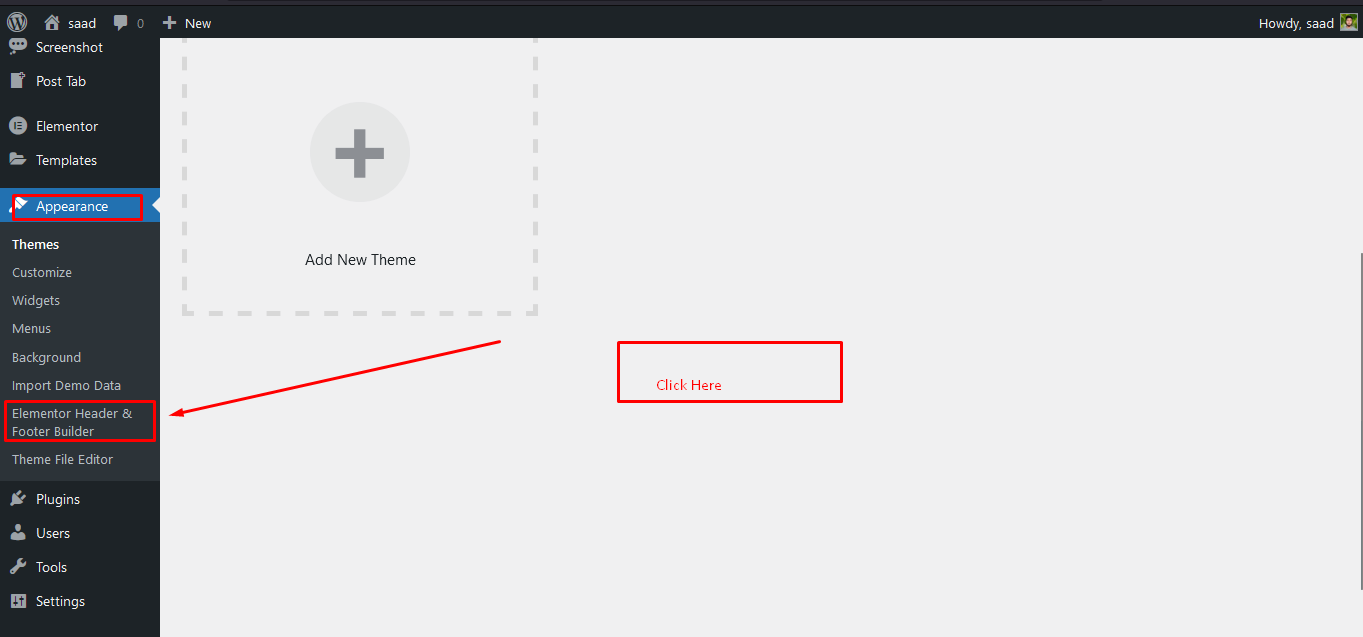 saad
0
New
Howdy, saad
Screenshot
Post Tab
Elementor
Templates
Appearance
Themes
Customize
Widgets
Menus
Background
Import Demo Data
Elementor Header &
Footer Builder
Theme File Editor
Plugins
Users
Tools
Settings
Add New Theme
Click Here